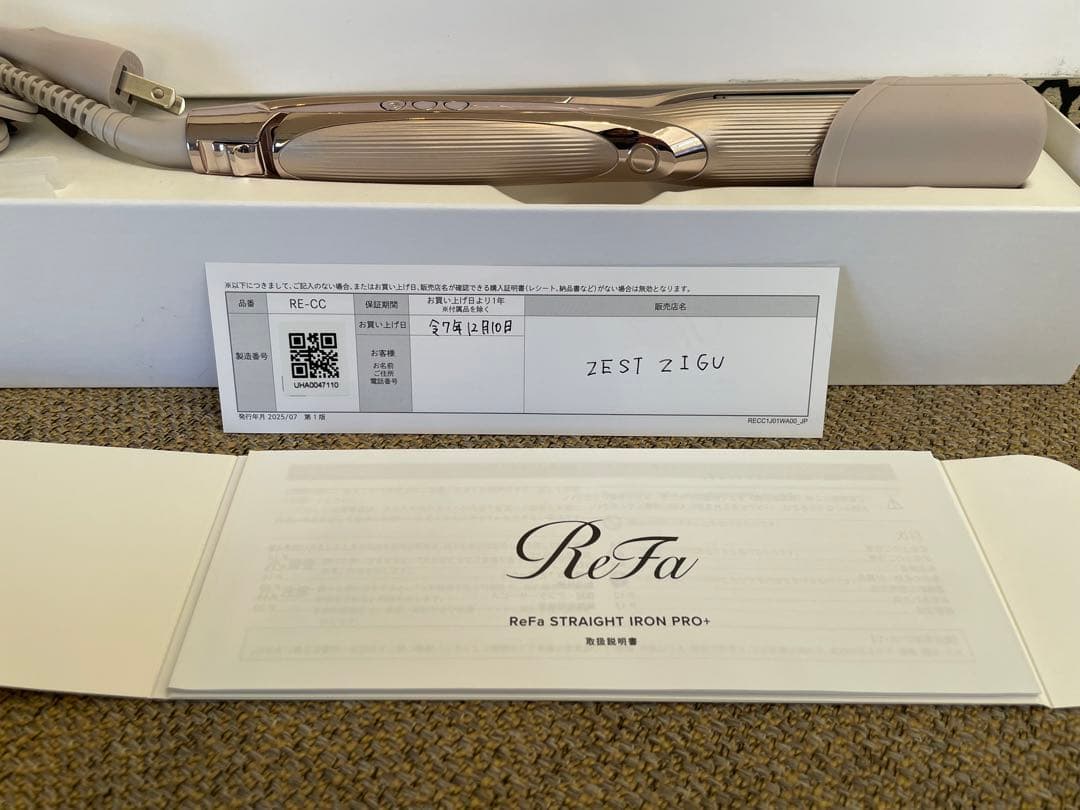 ※以下につきまして、ご記入のない場合、またはお買い上げ日、販売店名が確認できる購入証明書(レシート、納品書など)がない場合は無効となります。
品番
RE-CC
保証期間
お買い上げ日より1年
※付属品を除く
販売店名
製造番号
UHA0047110
お買い上げ日
令7年12月10日
お客様
お名前
ご住所
電話番号
ZEST ZIGU
発行年月 2025/07 第1版
RECC1J01WA00_JP
ReFa
ReFa STRAIGHT IRON PRO+
取扱説明書